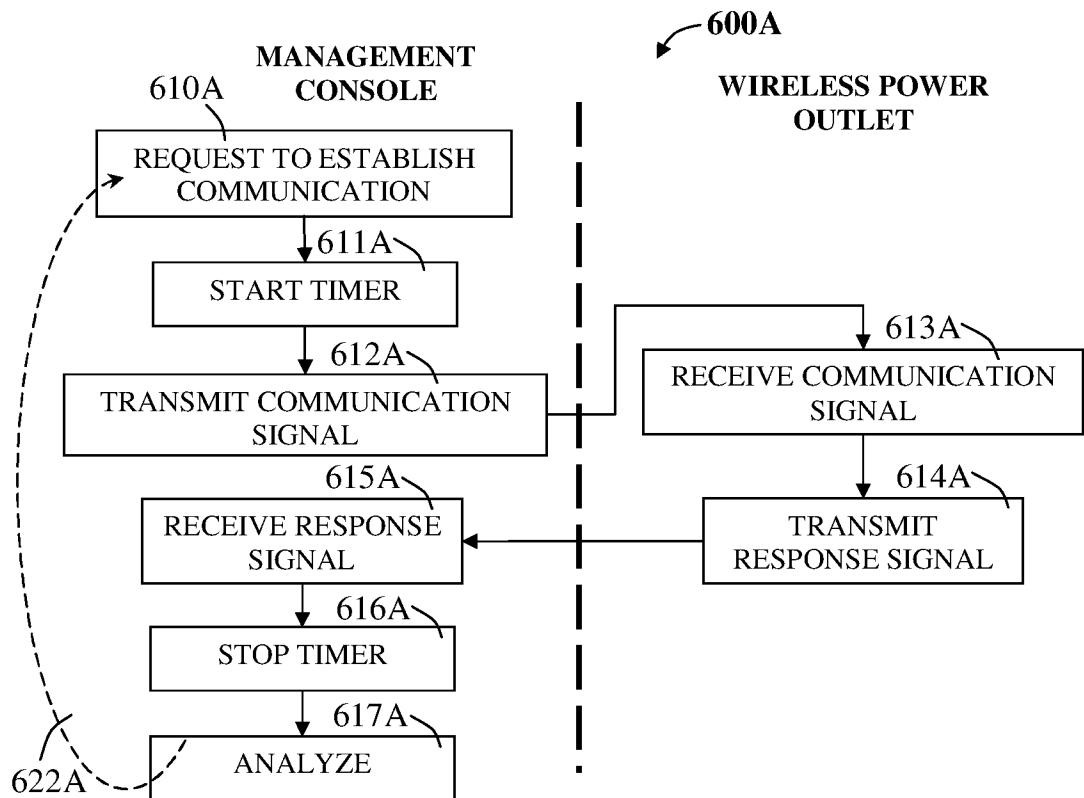 600A
MANAGEMENT
CONSOLE
WIRELESS POWER
OUTLET
610A
REQUEST TO ESTABLISH
COMMUNICATION
611A
START TIMER
612A
TRANSMIT COMMUNICATION
SIGNAL
613A
RECEIVE COMMUNICATION
SIGNAL
614A
TRANSMIT
RESPONSE SIGNAL
615A
RECEIVE RESPONSE
SIGNAL
616A
STOP TIMER
617A
ANALYZE
622A